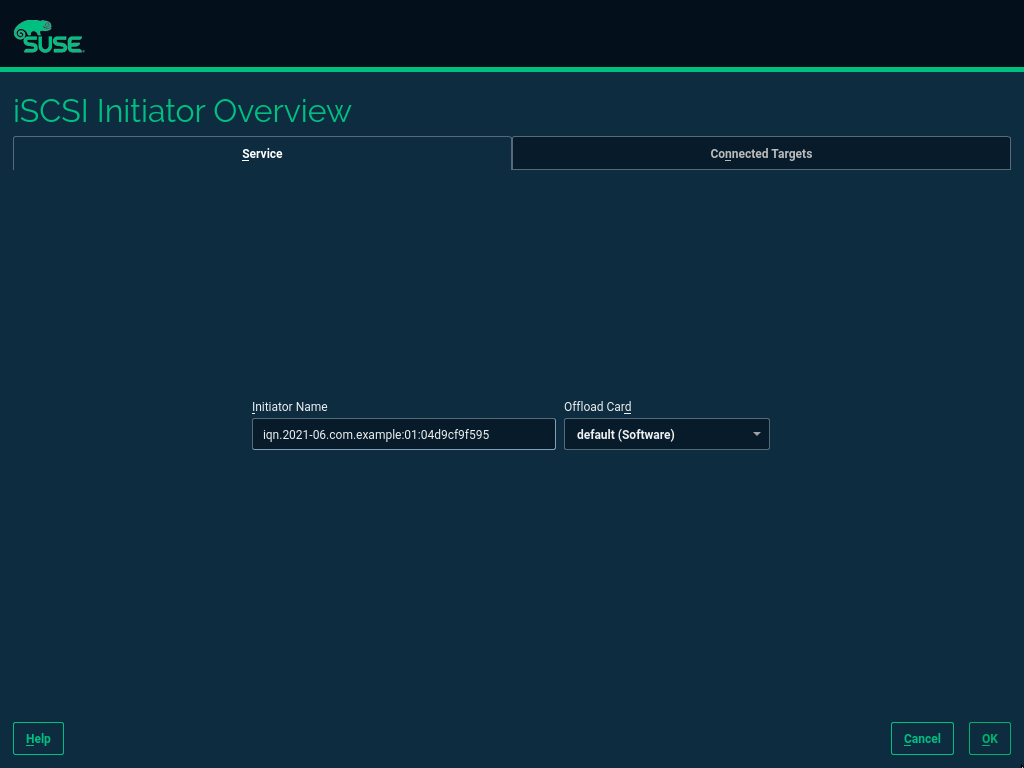 SUSE
iSCSI Initiator Overview
Service
Connected Targets
Initiator Name
Offload Card
iqn.2021-06.com.example:01:04d9cf9f595
default (Software)
Help
Cancel
OK